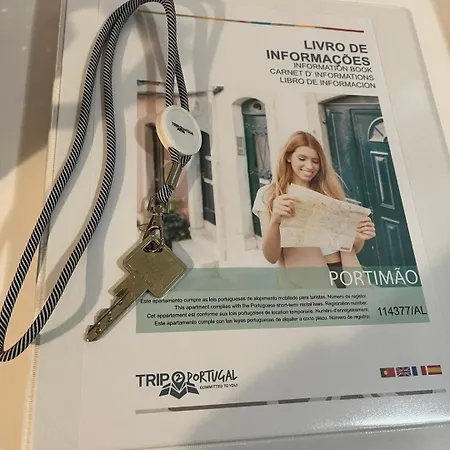 LIVRO DE
INFORMAÇÕES
INFORMATION BOOK
CARNET D' INFORMATIONS
LIBRO DE INFORMACION
PORTIMÃO
Este apartamento cumpre as leis portuguesas de alojamento mobilado para turistas. Número de registo:
This apartment complies with the Portuguese short-term rental laws. Registration number:
Cet appartement est conforme aux lois portugaises de location temporaire. Numéro d'enregistrement:
Este apartamento cumple con las leyes portuguesas de alquiler a corto plazo. Número de registro:
114377/AL
TRIP 2 PORTUGAL
COMMITTED TO YOU!